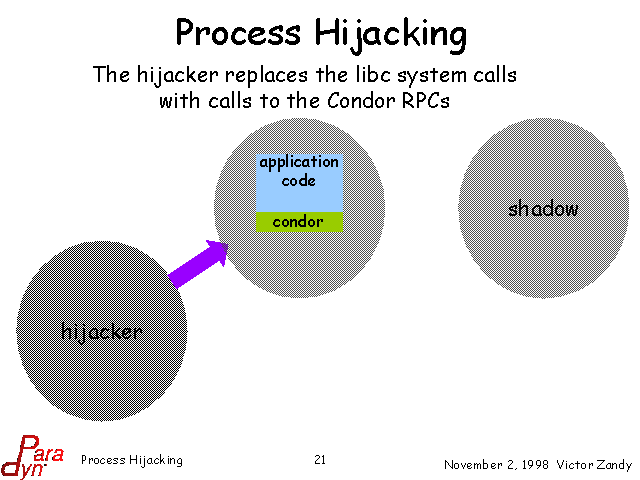 Process Hijacking
The hijacker replaces the libc system calls
with calls to the Condor RPCs
application
code
condor
shadow
hijacker
Para
dyn
Process Hijacking
21
November 2, 1998 Victor Zandy